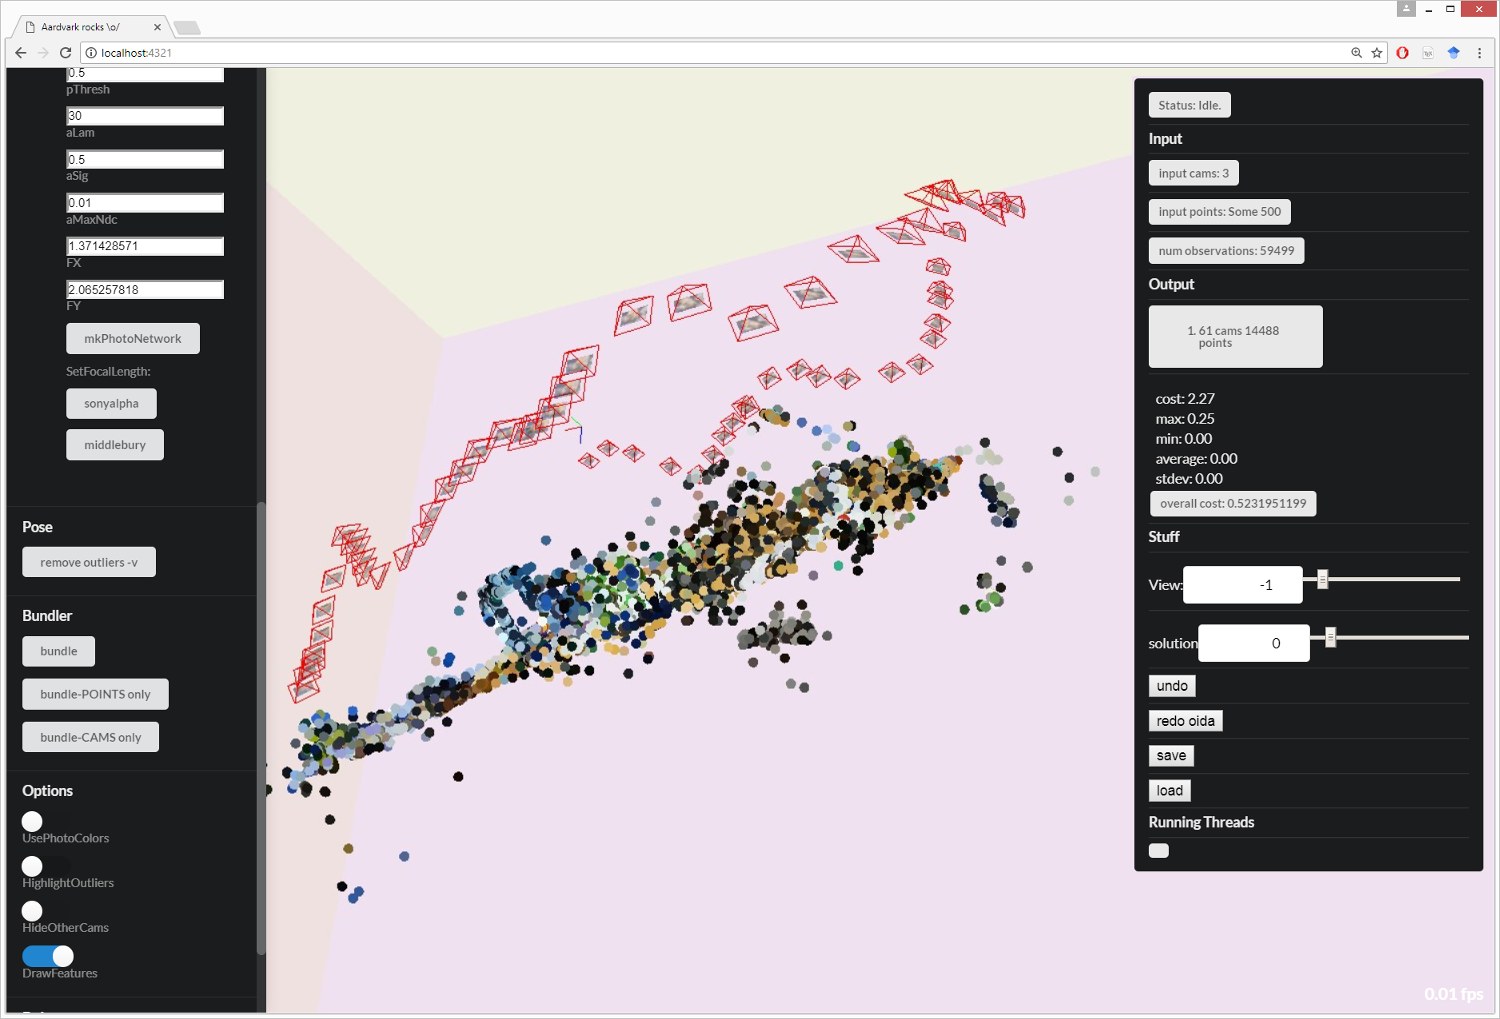 Aardvark rocks \o/
localhost:4321
0.5
pThresh
30
aLam
0.5
aSig
0.01
aMaxNdc
1.371428571
FX
2.065257818
FY
mkPhotoNetwork
SetFocalLength:
sonyalpha
middlebury
Pose
remove outliers -v
Bundler
bundle
bundle-POINTS only
bundle-CAMS only
Options
UsePhotoColors
HighlightOutliers
HideOtherCams
DrawFeatures
Status: Idle.
Input
input cams: 3
input points: Some 500
num observations: 59499
Output
1. 61 cams 14488
points
cost: 2.27
max: 0.25
min: 0.00
average: 0.00
stdev: 0.00
overall cost: 0.5231951199
Stuff
View: -1
solution 0
undo
redo oida
save
load
Running Threads
0.01 fps